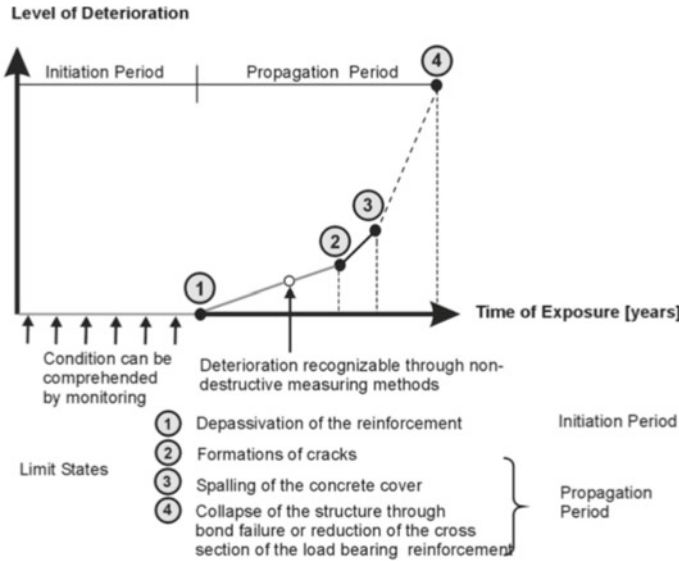 Level of Deterioration
Initiation Period
Propagation Period
4
3
2
1
Time of Exposure [years]
Condition can be
comprehended
by monitoring
Deterioration recognizable through non-
destructive measuring methods
Limit States
1 Depassivation of the reinforcement
Initiation Period
2 Formations of cracks
3 Spalling of the concrete cover
4 Collapse of the structure through
bond failure or reduction of the cross
section of the load bearing reinforcement
Propagation
Period